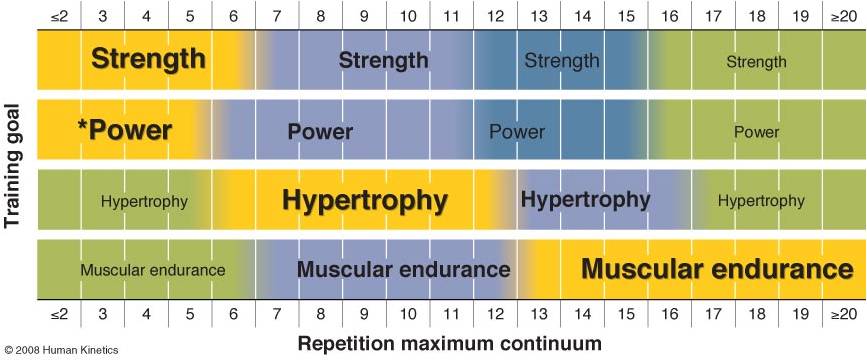 ≤2 3 4 5 6 7 8 9 10 11 12 13 14 15 16 17 18 19 ≥20
Training goal
Strength Strength Strength Strength
*Power Power Power Power
Hypertrophy Hypertrophy Hypertrophy Hypertrophy
Muscular endurance Muscular endurance Muscular endurance
≤2 3 4 5 6 7 8 9 10 11 12 13 14 15 16 17 18 19 ≥20
Repetition maximum continuum
© 2008 Human Kinetics